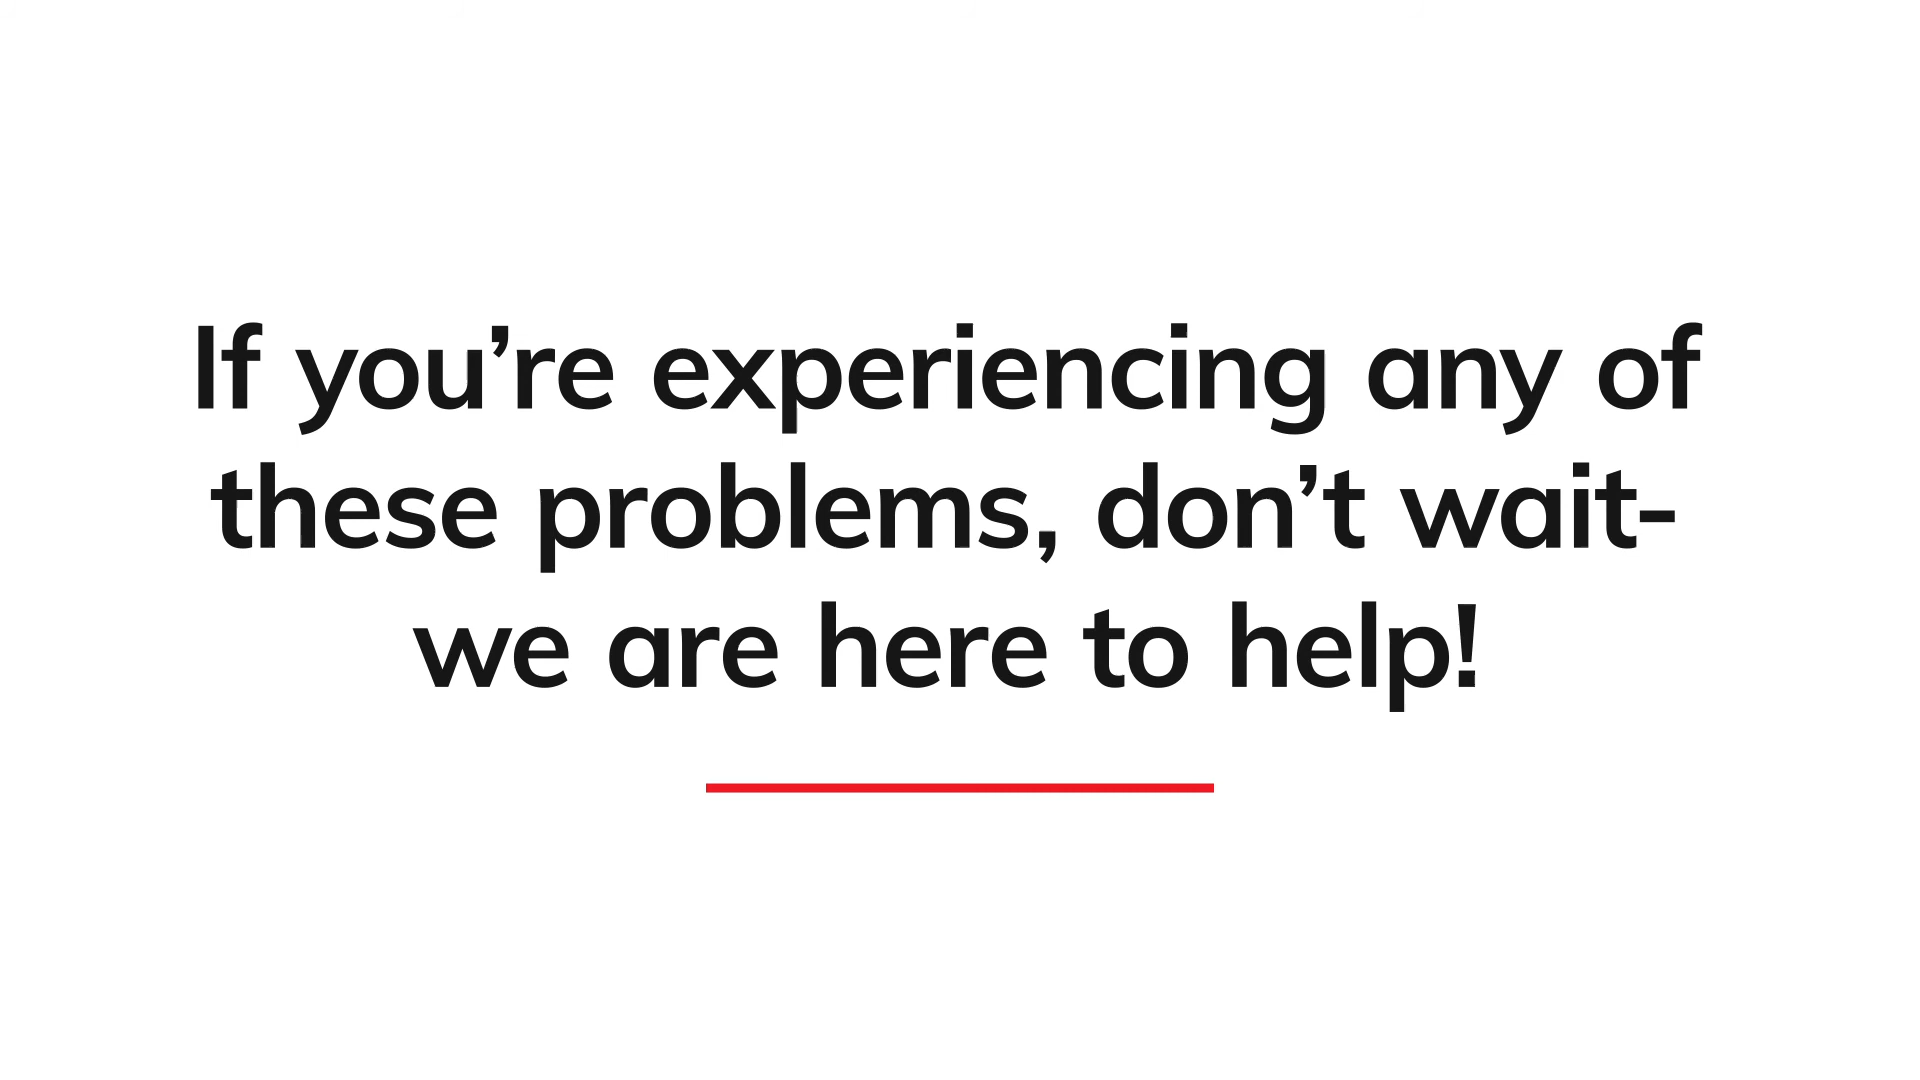 If you’re experiencing any of
these problems, don’t wait-
we are here to help!